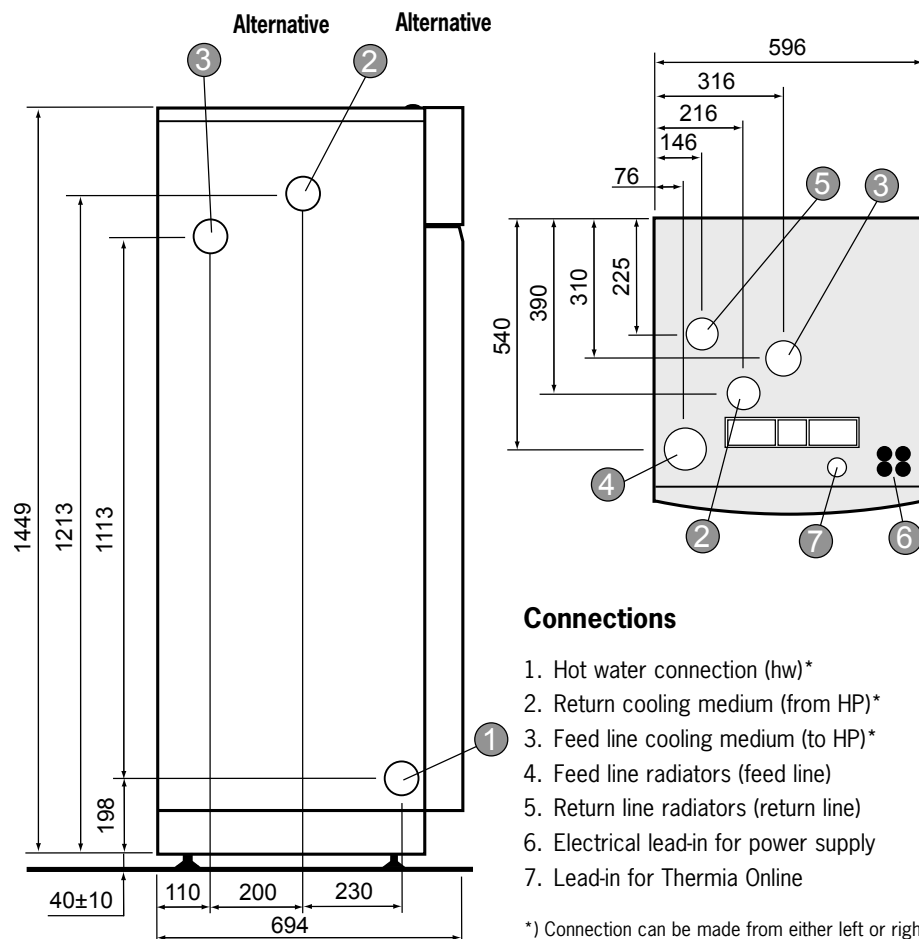 Alternative
Alternative
3
2
1449
1213
1113
198
1
40±10
110
200
230
694
596
316
216
146
76
5
3
540
390
310
225
4
2
7
6
Connections
1. Hot water connection (hw)*
2. Return cooling medium (from HP)*
3. Feed line cooling medium (to HP)*
4. Feed line radiators (feed line)
5. Return line radiators (return line)
6. Electrical lead-in for power supply
7. Lead-in for Thermia Online
*) Connection can be made from either left or righ